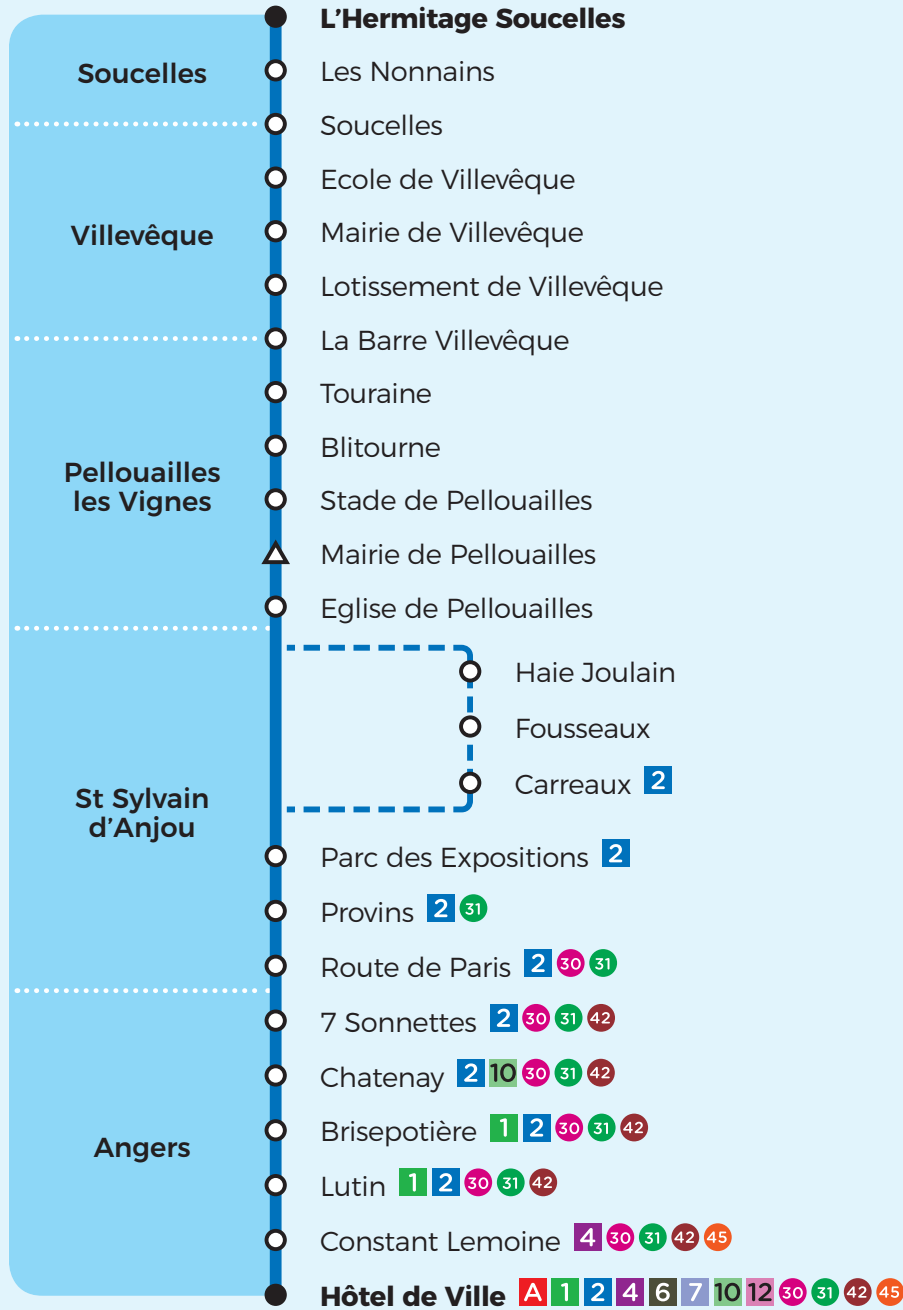 L'Hermitage Soucelles
Soucelles
Les Nonnains
Soucelles
Ecole de Villevêque
Villevêque
Mairie de Villevêque
Lotissement de Villevêque
La Barre Villevêque
Touraine
Blitourne
Pellouailles
les Vignes
Stade de Pellouailles
Mairie de Pellouailles
Eglise de Pellouailles
Haie Joulain
Fousseaux
Carreaux 2
St Sylvain
d'Anjou
Parc des Expositions 2
Provins 2 31
Route de Paris 2 30 31
7 Sonnettes 2 30 31 42
Chatenay 2 10 30 31 42
Brisepotière 1 2 30 31 42
Angers
Lutin 1 2 30 31 42
Constant Lemoine 4 30 31 42 45
Hôtel de Ville A 1 2 4 6 7 10 12 30 31 42 45